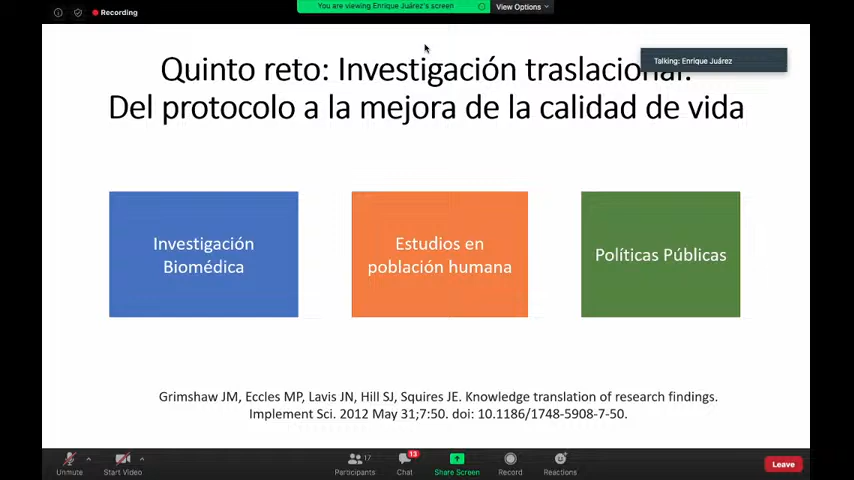 Recording
You are viewing Enrique Juárez's screen
View Options
Talking: Enrique Juárez
Quinto reto: Investigación traslacional:
Del protocolo a la mejora de la calidad de vida
Investigación
Biomédica
Estudios en
población humana
Políticas Públicas
Grimshaw JM, Eccles MP, Lavis JN, Hill SJ, Squires JE. Knowledge translation of research findings.
Implement Sci. 2012 May 31;7:50. doi: 10.1186/1748-5908-7-50.
Unmute
Start Video
17
Participants
13
Chat
Share Screen
Record
Reactions
Leave